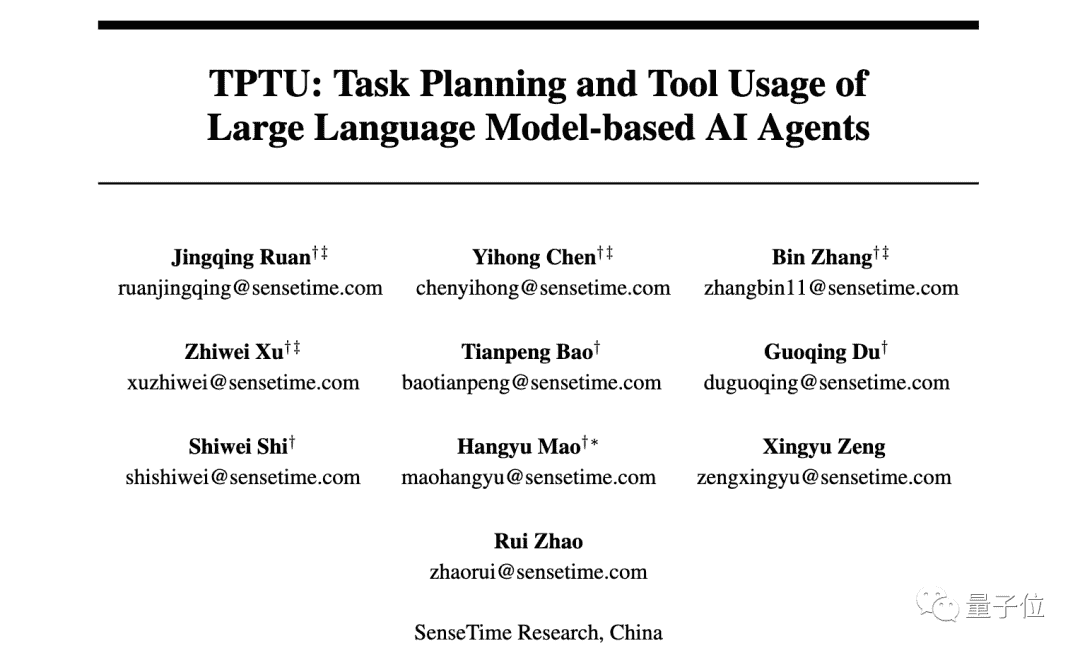 TPTU: Task Planning and Tool Usage of
Large Language Model-based AI Agents
Jingqing Ruan†‡ Yihong Chen†‡ Bin Zhang†‡
ruanjingqing@sensetime.com chenyihong@sensetime.com zhangbin11@sensetime.com
Zhiwei Xu†‡ Tianpeng Bao† Guoqing Du†
xuzhiwei@sensetime.com baotianpeng@sensetime.com duguoqing@sensetime.com
Shiwei Shi† Hangyu Mao†* Xingyu Zeng
shishiwei@sensetime.com maohangyu@sensetime.com zengxingyu@sensetime.com
Rui Zhao
zhaorui@sensetime.com
量子位
SenseTime Research, China